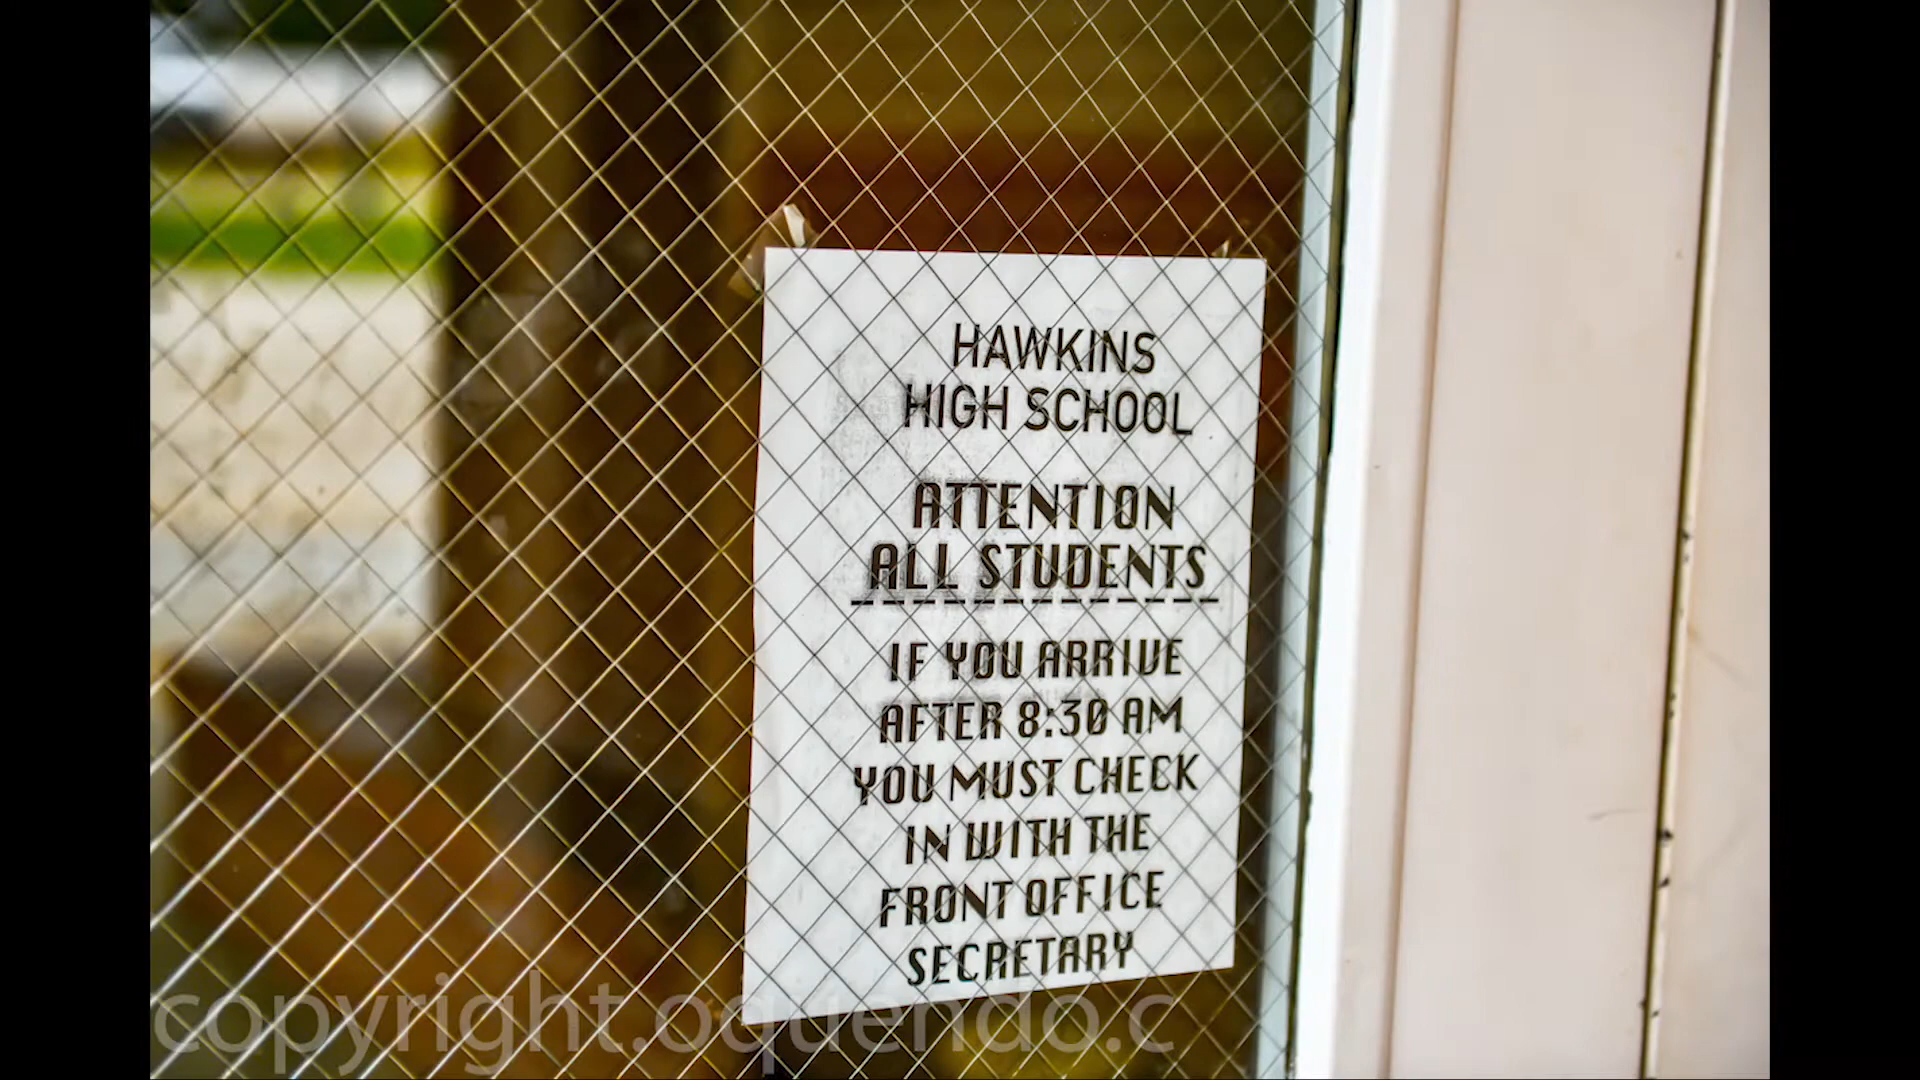 HAWKINS
HIGH SCHOOL
ATTENTION
ALL STUDENTS
IF YOU ARRIVE
AFTER 8:30 AM
YOU MUST CHECK
IN WITH THE
FRONT OFFICE
SECRETARY
copyright.oquendo.c